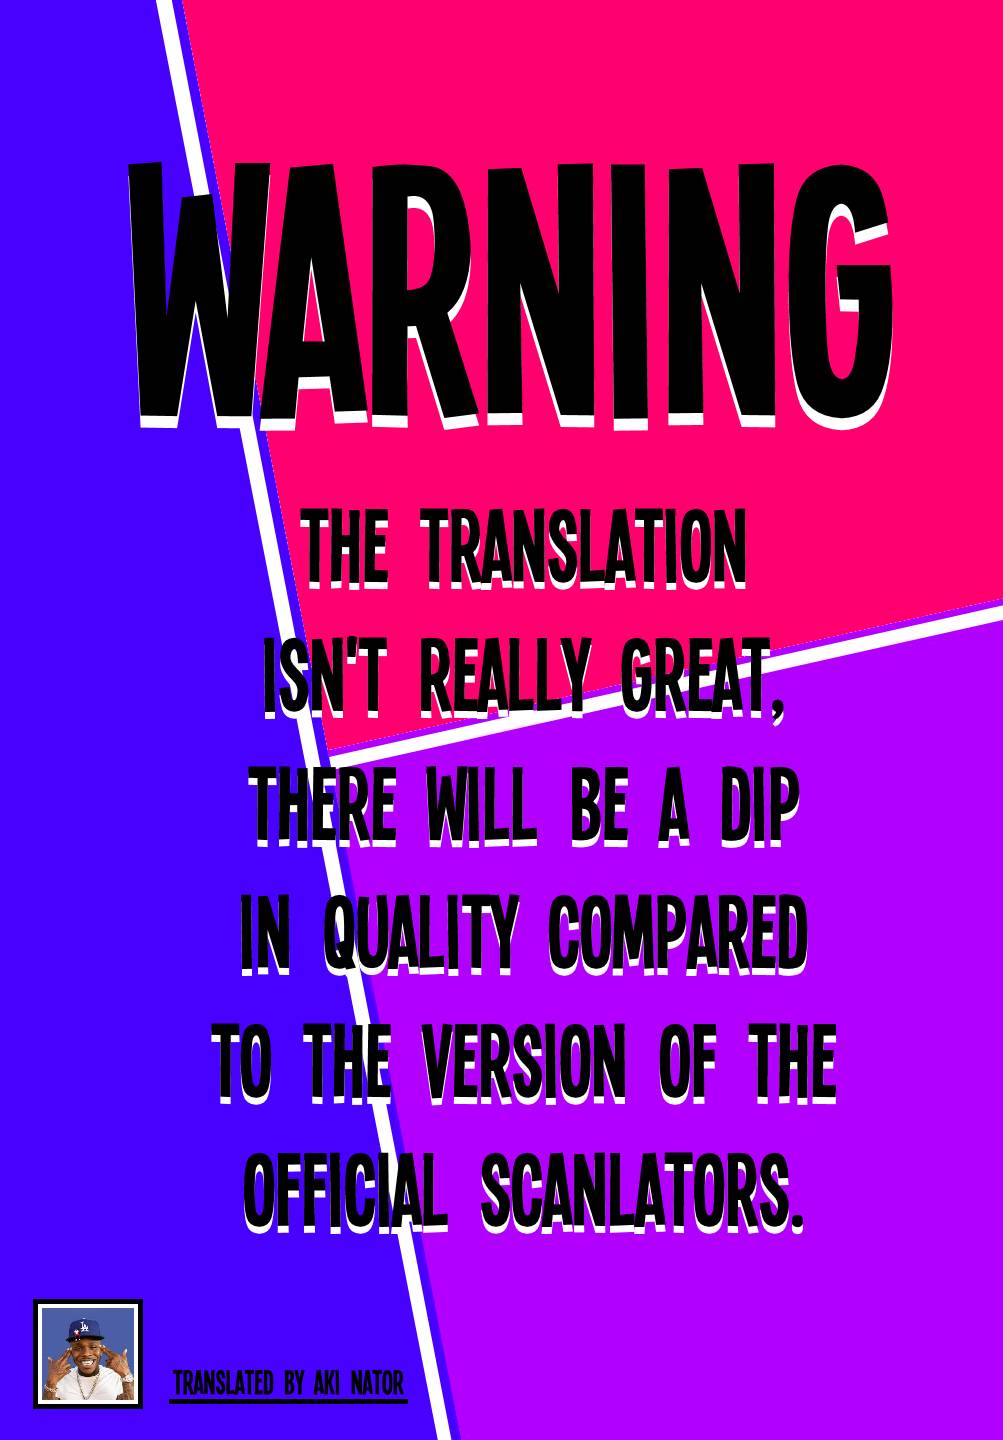 WARNING
THE TRANSLATION
ISN'T REALLY GREAT,
THERE WILL BE A DIP
IN QUALITY COMPARED
TO THE VERSION OF THE
OFFICIAL SCANLATORS.
LA
TRANSLATED BY AKI NATOR